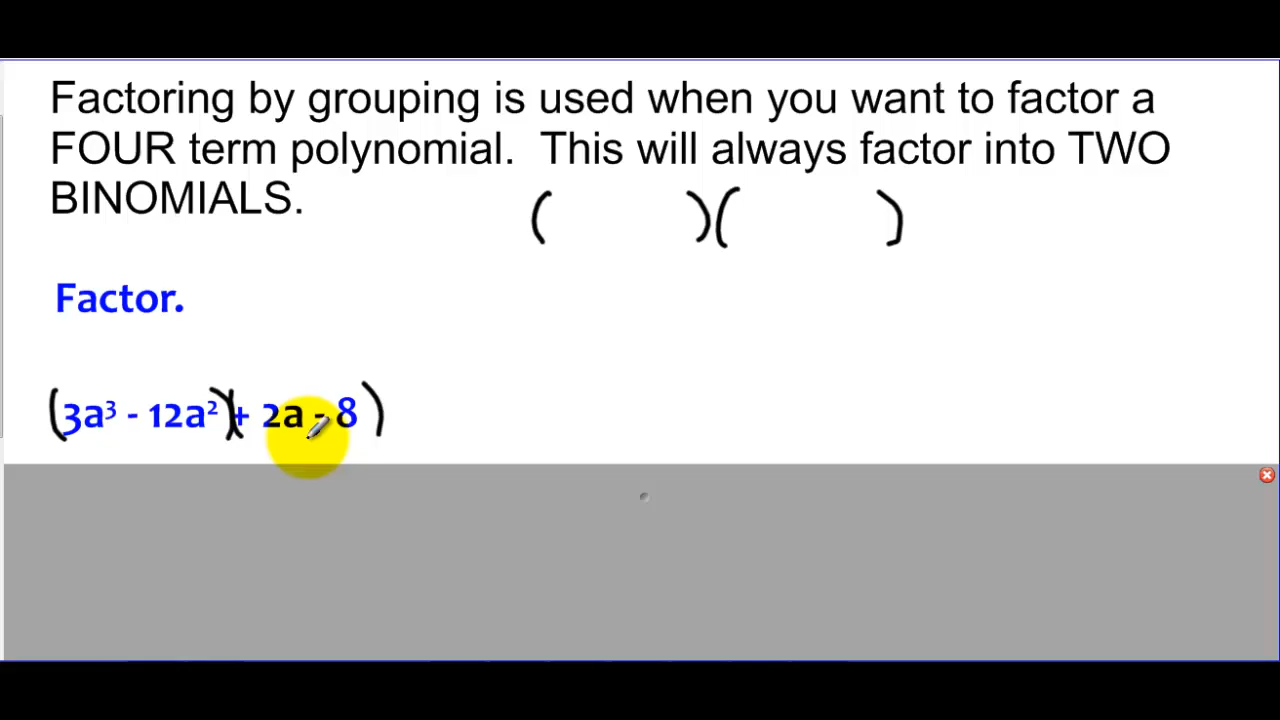 Factoring by grouping is used when you want to factor a
FOUR term polynomial. This will always factor into TWO
BINOMIALS.
( )( )
Factor.
(3a³ - 12a²)(+ 2a - 8)